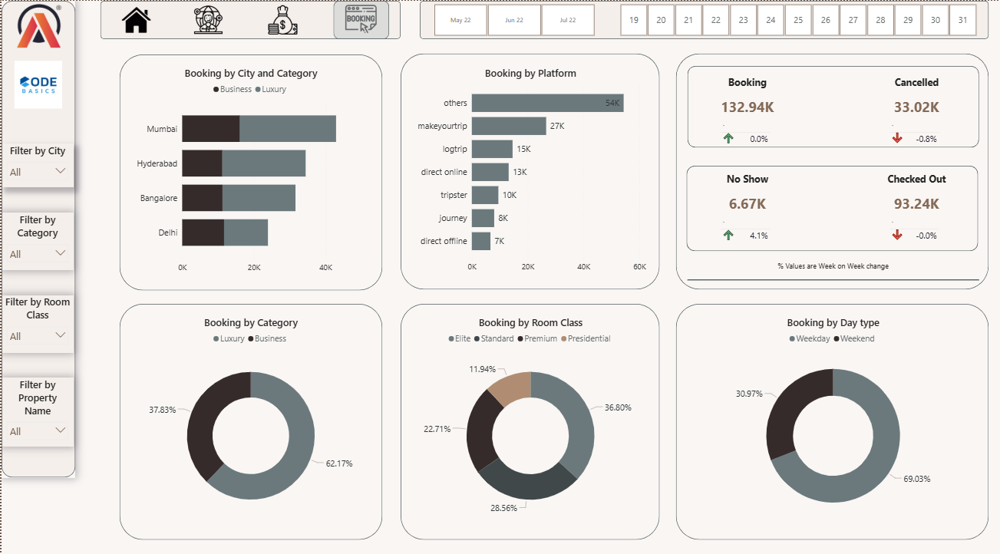 ®
CODE
BASICS
Filter by City
All
Filter by
Category
All
Filter by Room
Class
All
Filter by
Property
Name
All
BOOKING
May 22
Jun 22
Jul 22
19
20
21
22
23
24
25
26
27
28
29
30
31
Booking by City and Category
Business
Luxury
Mumbai
Hyderabad
Bangalore
Delhi
0K
20K
40K
Booking by Platform
others
54K
makeyourtrip
27K
logtrip
15K
direct online
13K
tripster
10K
journey
8K
direct offline
7K
0K
20K
40K
60K
Booking
132.94K
0.0%
Cancelled
33.02K
-0.8%
No Show
6.67K
4.1%
Checked Out
93.24K
-0.0%
% Values are Week on Week change
Booking by Category
Luxury
Business
37.83%
62.17%
Booking by Room Class
Elite
Standard
Premium
Presidential
11.94%
36.80%
22.71%
28.56%
Booking by Day type
Weekday
Weekend
30.97%
69.03%